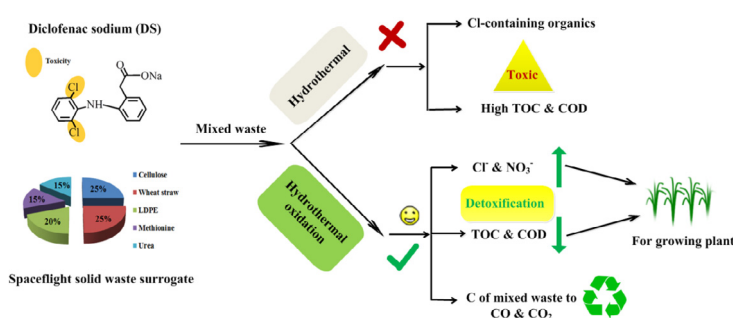 Diclofenac sodium (DS)
Toxicity
Cl
O
ONa
NH
Cl
15%
25%
15%
20%
25%
Cellulose
Wheat straw
LDPE
Methionine
Urea
Spaceflight solid waste surrogate
Mixed waste
Hydrothermal
Hydrothermal
oxidation
Cl-containing organics
Toxic
High TOC & COD
Cl⁻ & NO₃⁻
Detoxification
TOC & COD
C of mixed waste to
CO & CO₂
For growing plant